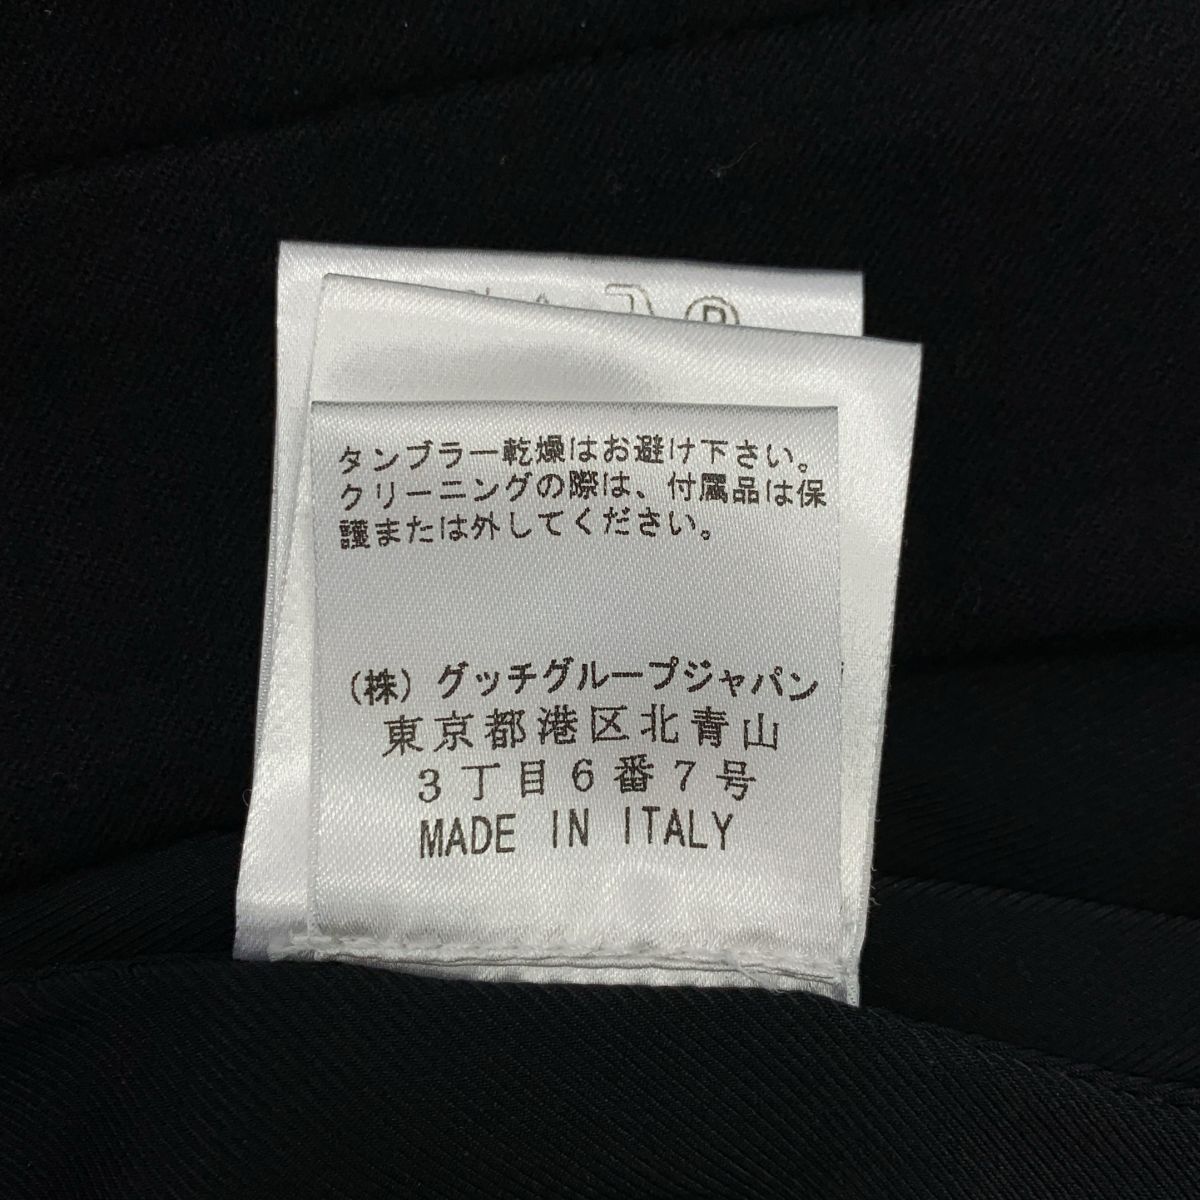 P
タンブラー乾燥はお避け下さい。
クリーニングの際は、付属品は保
護または外してください。
(株) グッチグループジャパン
東京都港区北青山
3丁目6番7号
MADE IN ITALY